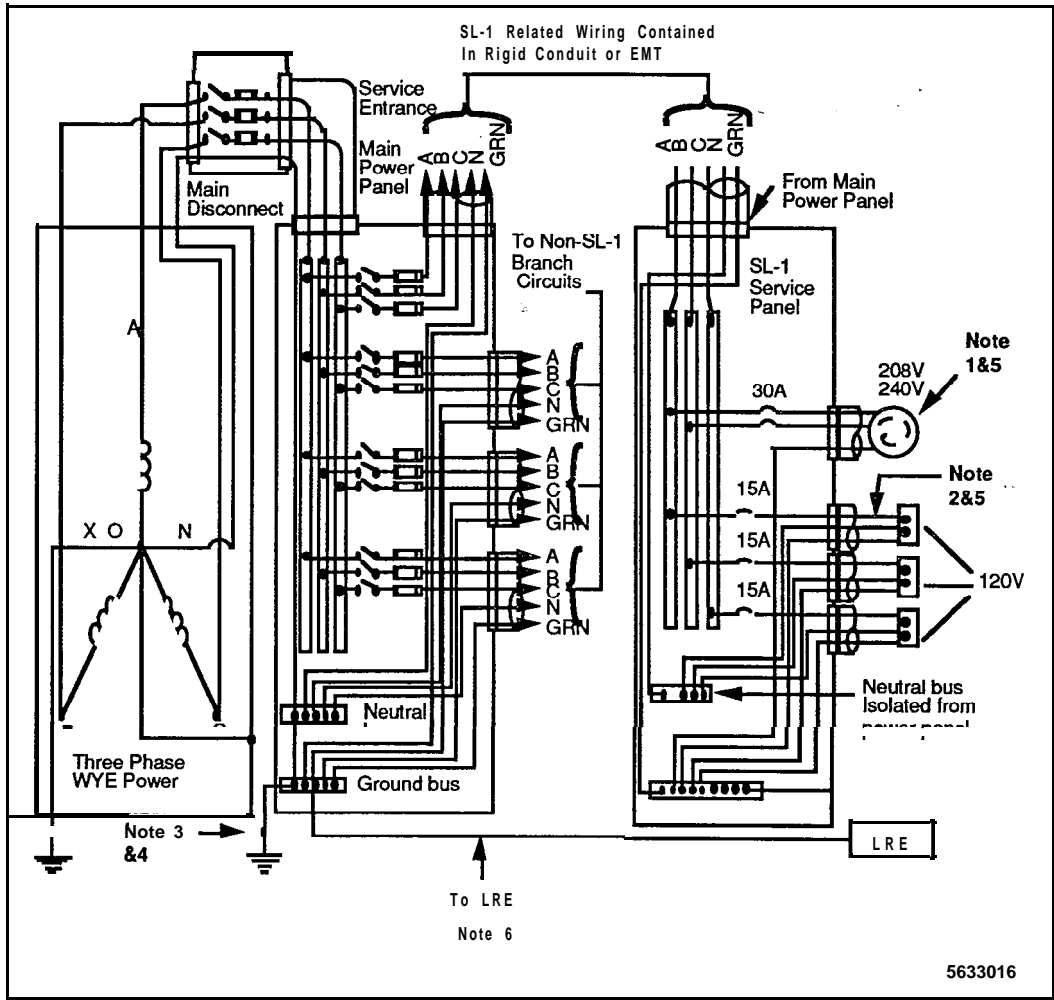 SL-1 Related Wiring Contained
In Rigid Conduit or EMT
Service
Entrance
Main
Power
Panel
Main
Disconnect
A
B
C
N
GRN
A
B
C
N
GRN
From Main
Power Panel
To Non-SL-1
Branch
Circuits
SL-1
Service
Panel
A
B
C
N
GRN
A
B
C
N
GRN
A
B
C
N
GRN
A
X O
N
30A
208V
240V
Note
1&5
15A
Note
2&5
15A
15A
120V
Neutral
Neutral bus
Isolated from
power panel
Three Phase
WYE Power
Ground bus
Note 3
&4
LRE
To LRE
Note 6
5633016